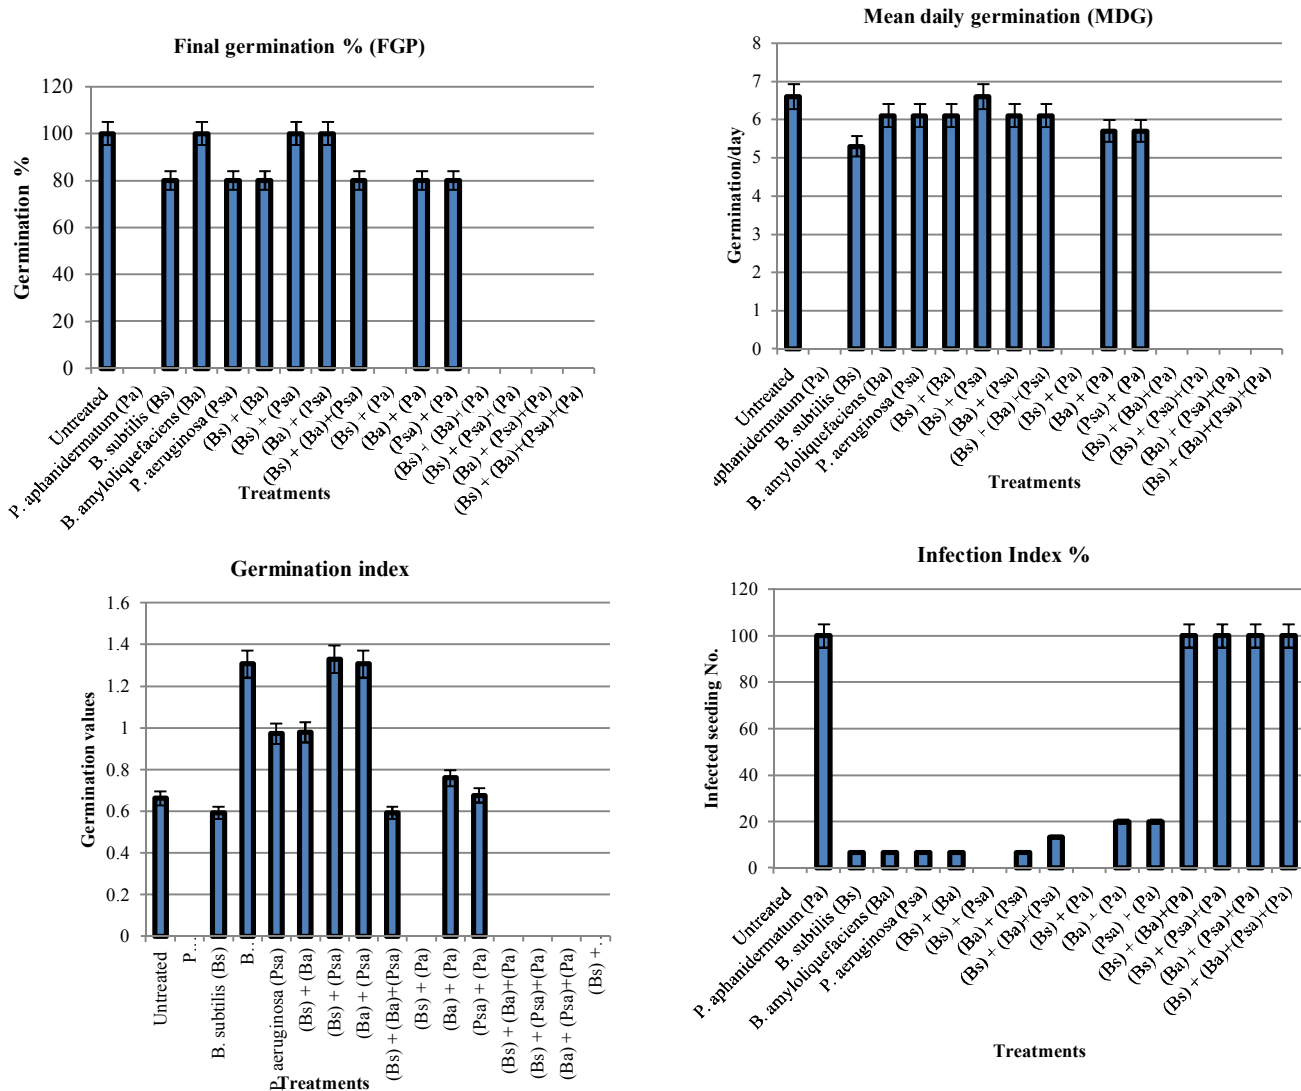 Final germination % (FGP)
Germination %
120
100
80
60
40
20
0
Untreated
P. aphanidermatum (Pa)
B. subtilis (Bs)
B. amyloliquefaciens (Ba)
P. aeruginosa (Psa)
(Bs) + (Ba)
(Bs) + (Psa)
(Ba) + (Psa)
(Bs) + (Ba)+(Psa)
(Bs) + (Pa)
(Ba) + (Pa)
(Psa) + (Pa)
(Bs) + (Ba)+(Pa)
(Bs) + (Psa)+(Pa)
(Ba) + (Psa)+(Pa)
(Bs) + (Ba)+(Psa)+(Pa)
Treatments
Mean daily germination (MDG)
Germination/day
8
7
6
5
4
3
2
1
0
Untreated
aphanidermatum (Pa)
B. subtilis (Bs)
B. amyloliquefaciens (Ba)
P. aeruginosa (Psa)
(Bs) + (Ba)
(Bs) + (Psa)
(Ba) + (Psa)
(Bs) + (Ba) +(Psa)
(Bs) + (Pa)
(Ba) + (Pa)
(Psa) + (Pa)
(Bs) + (Ba)+(Pa)
(Bs) + (Psa)+(Pa)
(Ba) + (Psa)+(Pa)
(Bs) + (Ba)+(Psa)+(Pa)
Treatments
Germination index
Germination values
1.6
1.4
1.2
1
0.8
0.6
0.4
0.2
0
Untreated
P…
B. subtilis (Bs)
B…
P. aeruginosa (Psa)
(Bs) + (Ba)
(Bs) + (Psa)
(Ba) + (Psa)
(Bs) + (Ba)+(Psa)
(Bs) + (Pa)
(Ba) + (Pa)
(Psa) + (Pa)
(Bs) + (Ba)+(Pa)
(Bs) + (Psa)+(Pa)
(Ba) + (Psa)+(Pa)
(Bs) +…
Treatments
Infection Index %
Infected seeding No.
120
100
80
60
40
20
0
Untreated
P. aphanidermatum (Pa)
B. subtilis (Bs)
B. amyloliquefaciens (Ba)
P. aeruginosa (Psa)
(Bs) + (Ba)
(Bs) + (Psa)
(Ba) + (Psa)
(Bs) + (Ba)+(Psa)
(Bs) + (Pa)
(Ba) + (Pa)
(Psa) + (Pa)
(Bs) + (Ba)+(Pa)
(Bs) + (Psa)+(Pa)
(Ba) + (Psa)+(Pa)
(Bs) + (Ba)+(Psa)+(Pa)
Treatments